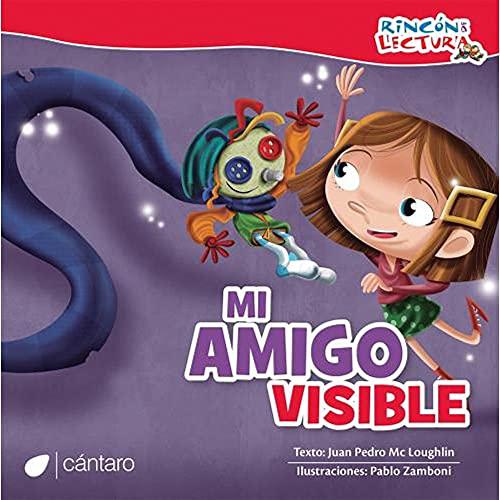 RINCÓN DE
LECTURA
MI
AMIGO
VISIBLE
Texto: Juan Pedro Mc Loughlin
Ilustraciones: Pablo Zamboni
cántaro